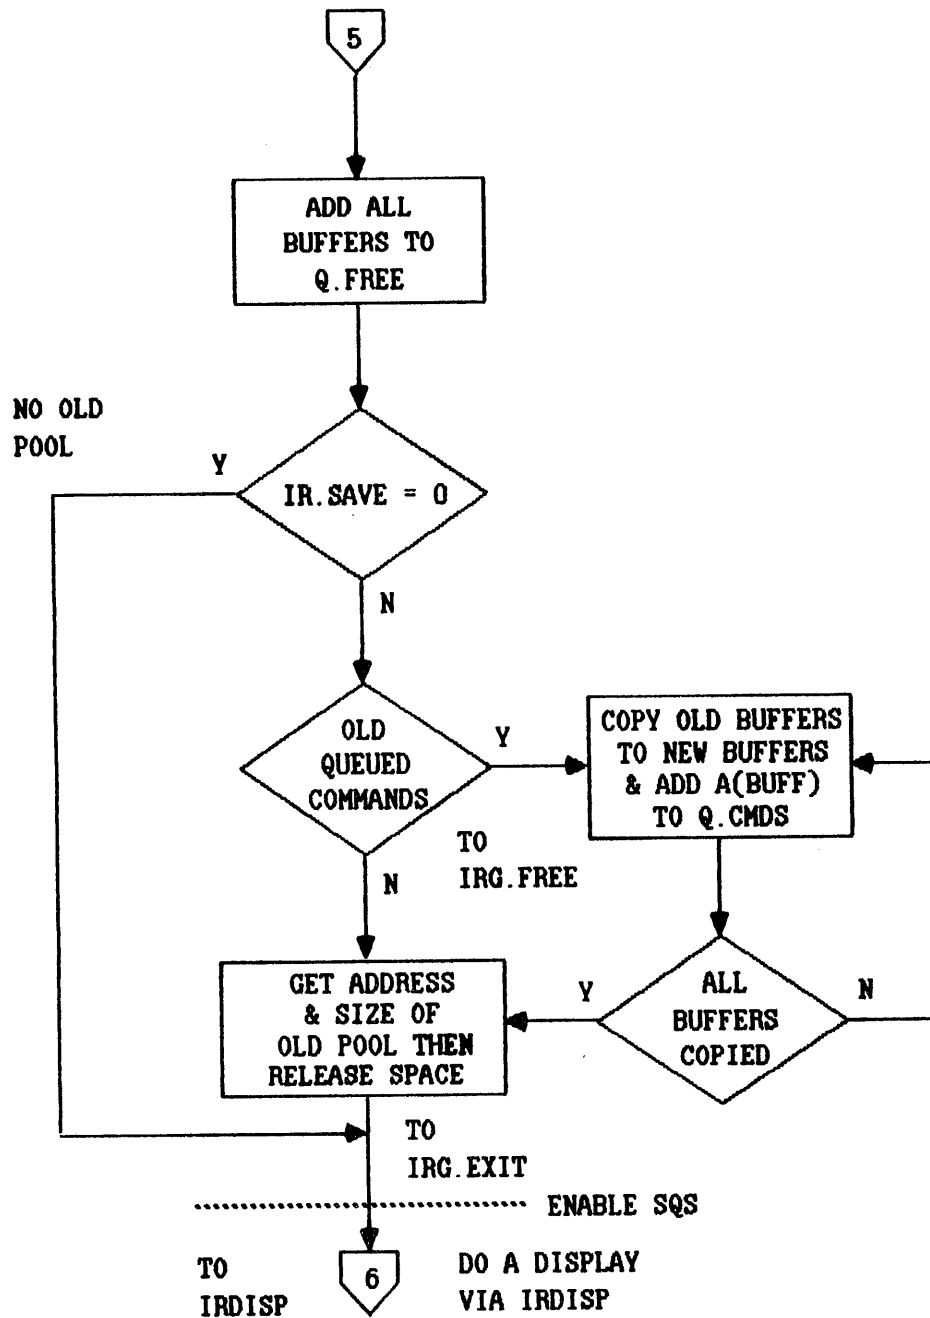 5
ADD ALL
BUFFERS TO
Q.FREE
NO OLD
POOL
Y
IR.SAVE = 0
N
OLD
QUEUED
COMMANDS
Y
COPY OLD BUFFERS
TO NEW BUFFERS
& ADD A(BUFF)
TO Q.CMDS
TO
IRG.FREE
N
GET ADDRESS
& SIZE OF
OLD POOL THEN
RELEASE SPACE
Y
ALL
BUFFERS
COPIED
N
TO
IRG.EXIT
ENABLE SQS
TO
IRDISP
6
DO A DISPLAY
VIA IRDISP